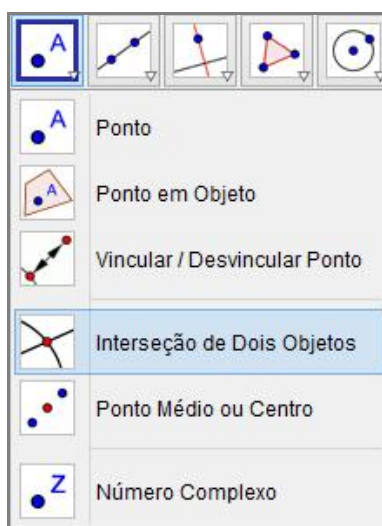 A
A
Ponto
A
Ponto em Objeto
Vincular / Desvincular Ponto
Interseção de Dois Objetos
Ponto Médio ou Centro
Z
Número Complexo